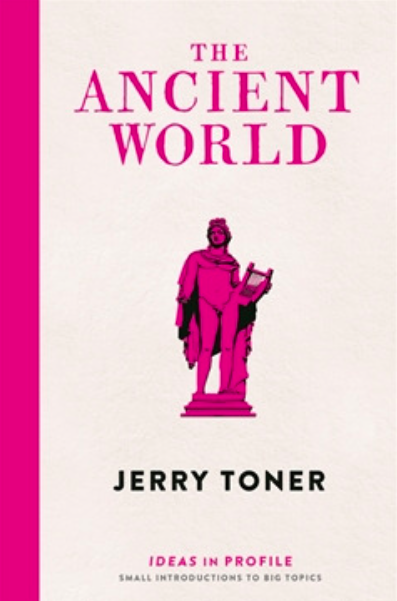 THE
ANCIENT
WORLD
JERRY TONER
IDEAS IN PROFILE
SMALL INTRODUCTIONS TO BIG TOPICS